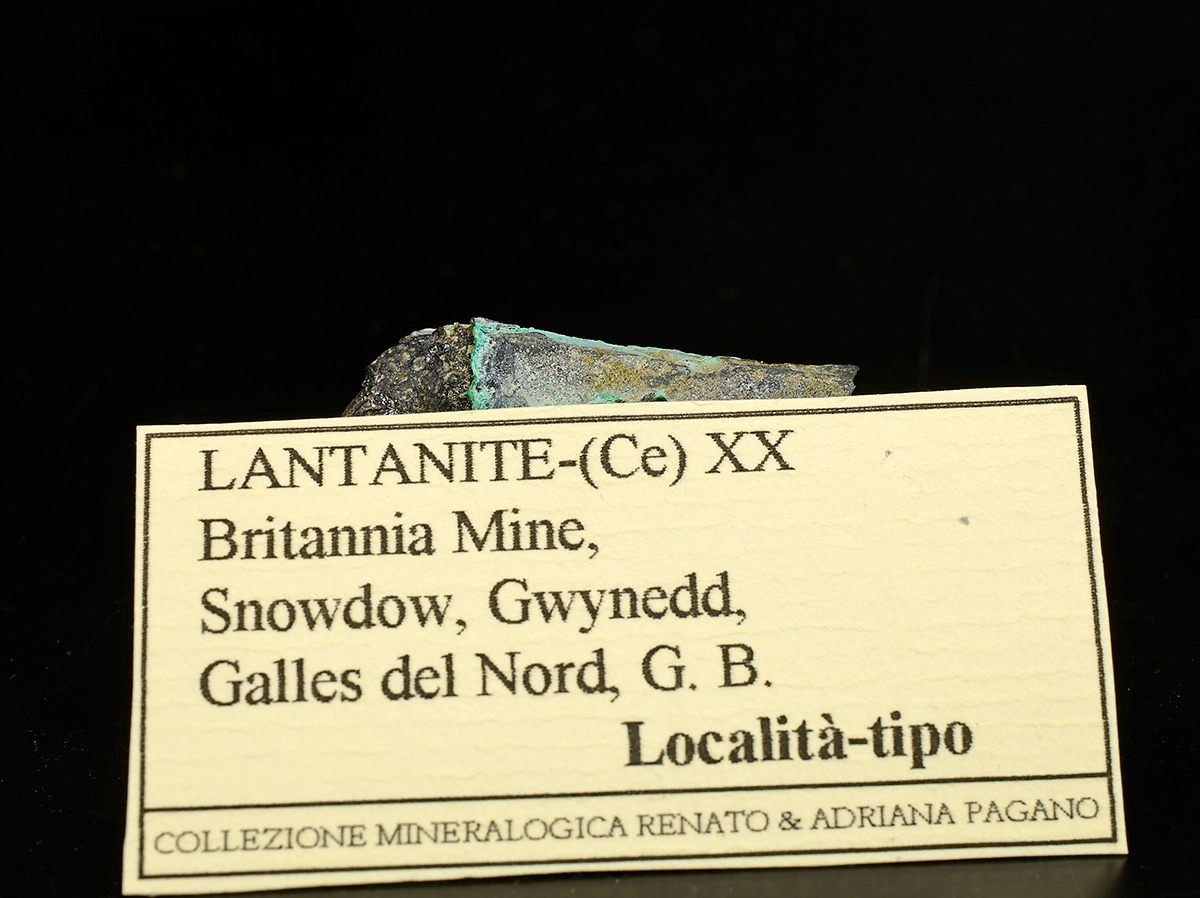 LANTANITE-(Ce) XX
Britannia Mine,
Snowdow, Gwynedd,
Galles del Nord, G. B.
Località-tipo
COLLEZIONE MINERALOGICA RENATO & ADRIANA PAGANO